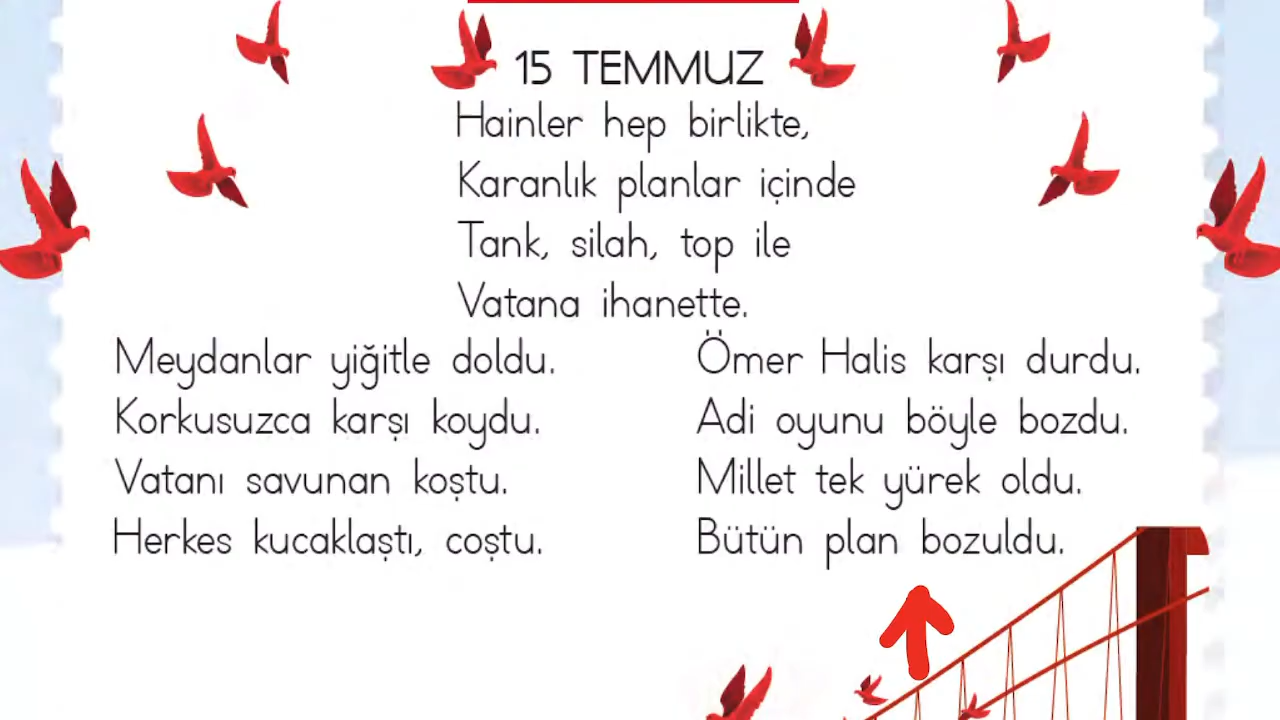 15 TEMMUZ
Hainler hep birlikte,
Karanlık planlar içinde
Tank, silah, top ile
Vatana ihanette.
Meydanlar yiğitle doldu.
Korkusuzca karşı koydu.
Vatanı savunan koştu.
Herkes kucaklaştı, coştu.
Ömer Halis karşı durdu.
Adi oyunu böyle bozdu.
Millet tek yürek oldu.
Bütün plan bozuldu.